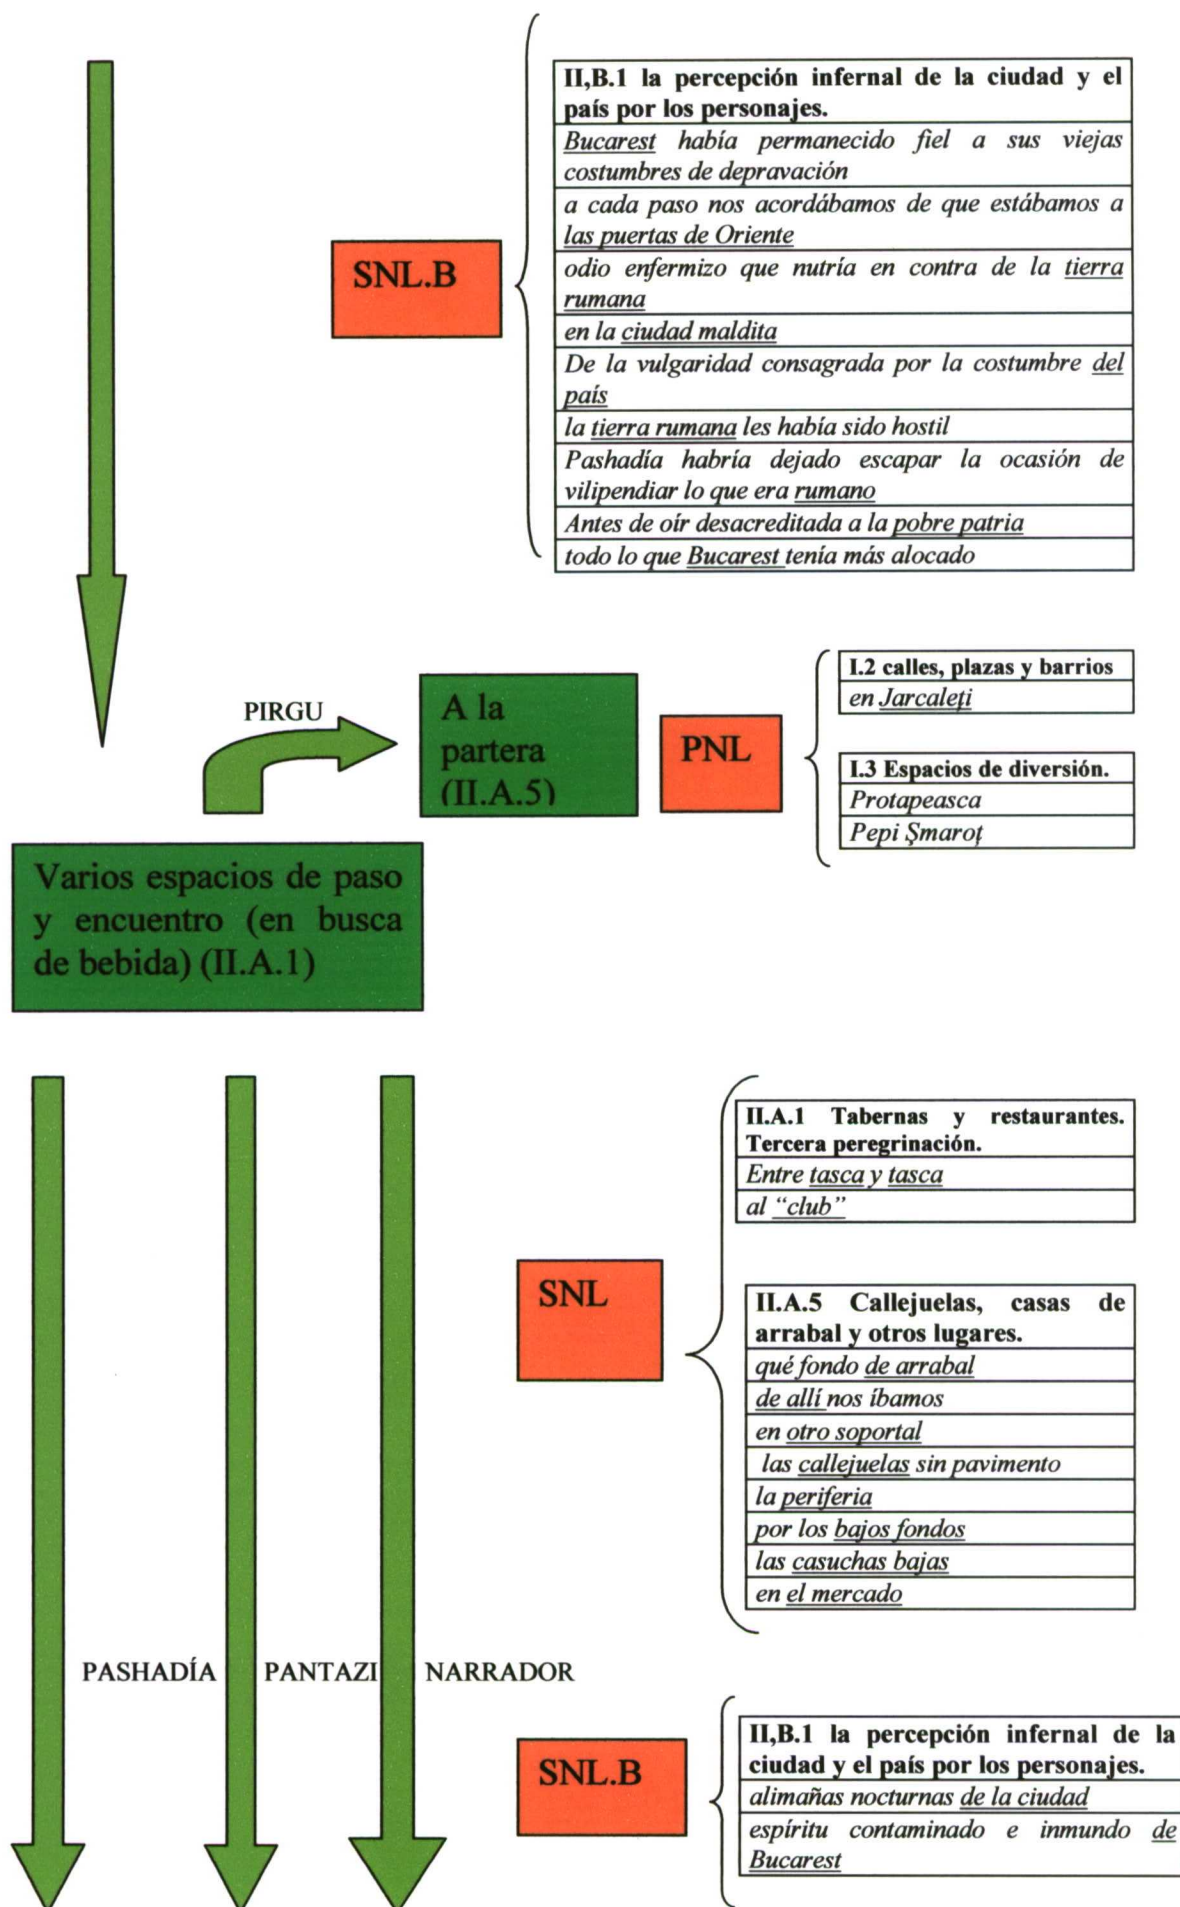 SNL.B
II,B.1 la percepción infernal de la ciudad y el
país por los personajes.
Bucarest había permanecido fiel a sus viejas
costumbres de depravación
a cada paso nos acordábamos de que estábamos a
las puertas de Oriente
odio enfermizo que nutría en contra de la tierra
rumana
en la ciudad maldita
De la vulgaridad consagrada por la costumbre del
país
la tierra rumana les había sido hostil
Pashadía habría dejado escapar la ocasión de
vilipendiar lo que era rumano
Antes de oír desacreditada a la pobre patria
todo lo que Bucarest tenía más alocado
PIRGU
A la
partera
(II.A.5)
PNL
I.2 calles, plazas y barrios
en Jarcaleţi
I.3 Espacios de diversión.
Protapeasca
Pepi Şmaroţ
Varios espacios de paso
y encuentro (en busca
de bebida) (II.A.1)
SNL
II.A.1 Tabernas y restaurantes.
Tercera peregrinación.
Entre tasca y tasca
al “club”
II.A.5 Callejuelas, casas de
arrabal y otros lugares.
qué fondo de arrabal
de allí nos íbamos
en otro soportal
las callejuelas sin pavimento
la periferia
por los bajos fondos
las casuchas bajas
en el mercado
PASHADÍA
PANTAZI
NARRADOR
SNL.B
II,B.1 la percepción infernal de la
ciudad y el país por los personajes.
alimañas nocturnas de la ciudad
espíritu contaminado e inmundo de
Bucarest